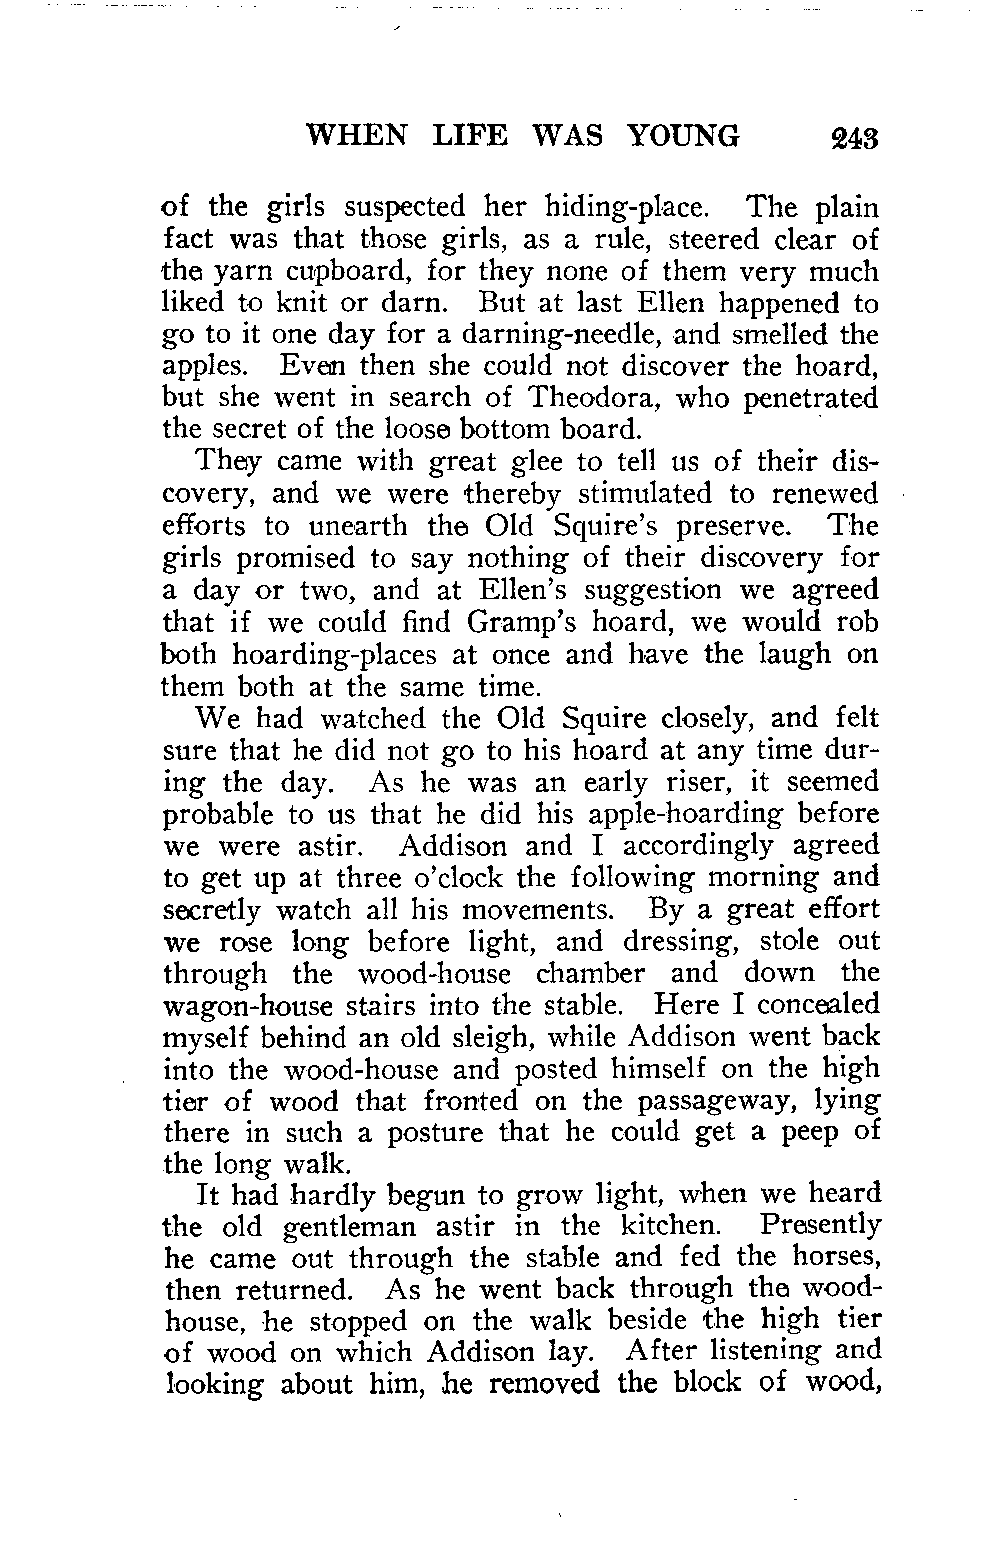 WHEN LIFE WAS YOUNG 243
of the girls suspected her hiding-place. The plain
fact was that those girls, as a rule, steered clear of
the yarn cupboard, for they none of them very much
liked to knit or darn. But at last Ellen happened to
go to it one day for a darning-needle, and smelled the
apples. Even then she could not discover the hoard,
but she went in search of Theodora, who penetrated
the secret of the loose bottom board.
They came with great glee to tell us of their dis-
covery, and we were thereby stimulated to renewed
efforts to unearth the Old Squire's preserve. The
girls promised to say nothing of their discovery for
a day or two, and at Ellen's suggestion we agreed
that if we could find Gramp's hoard, we would rob
both hoarding-places at once and have the laugh on
them both at the same time.
We had watched the Old Squire closely, and felt
sure that he did not go to his hoard at any time dur-
ing the day. As he was an early riser, it seemed
probable to us that he did his apple-hoarding before
we were astir. Addison and I accordingly agreed
to get up at three o'clock the following morning and
secretly watch all his movements. By a great effort
we rose long before light, and dressing, stole out
through the wood-house chamber and down the
wagon-house stairs into the stable. Here I concealed
myself behind an old sleigh, while Addison went back
into the wood-house and posted himself on the high
tier of wood that fronted on the passageway, lying
there in such a posture that he could get a peep of
the long walk.
It had hardly begun to grow light, when we heard
the old gentleman astir in the kitchen. Presently
he came out through the stable and fed the horses,
then returned. As he went back through the wood-
house, he stopped on the walk beside the high tier
of wood on which Addison lay. After listening and
looking about him, he removed the block of wood,